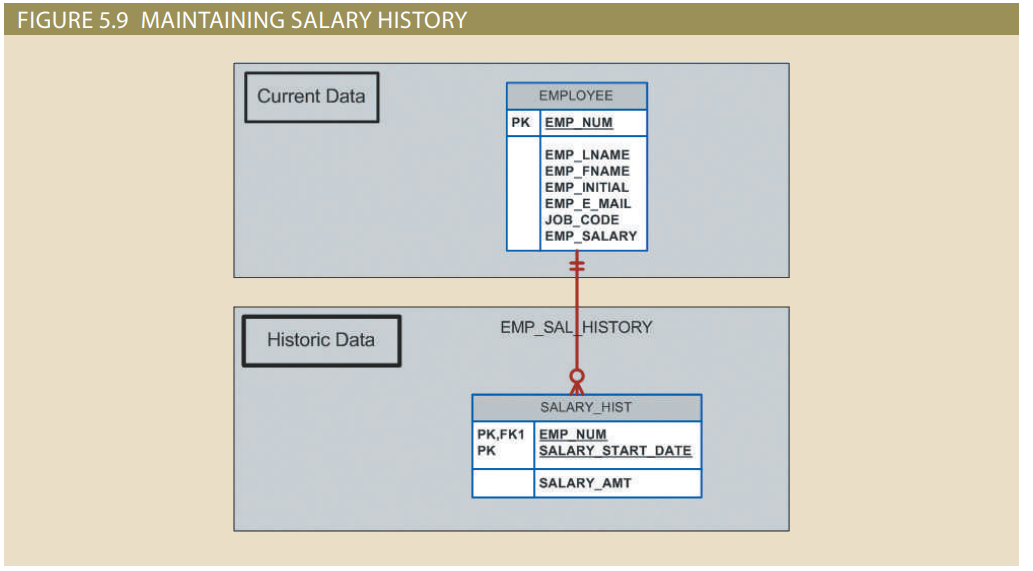 FIGURE 5.9 MAINTAINING SALARY HISTORY
Current Data
EMPLOYEE
PK EMP_NUM
EMP_LNAME
EMP_FNAME
EMP_INITIAL
EMP_E_MAIL
JOB_CODE
EMP_SALARY
Historic Data
EMP_SAL_HISTORY
SALARY_HIST
PK,FK1 EMP_NUM
PK SALARY_START_DATE
SALARY_AMT